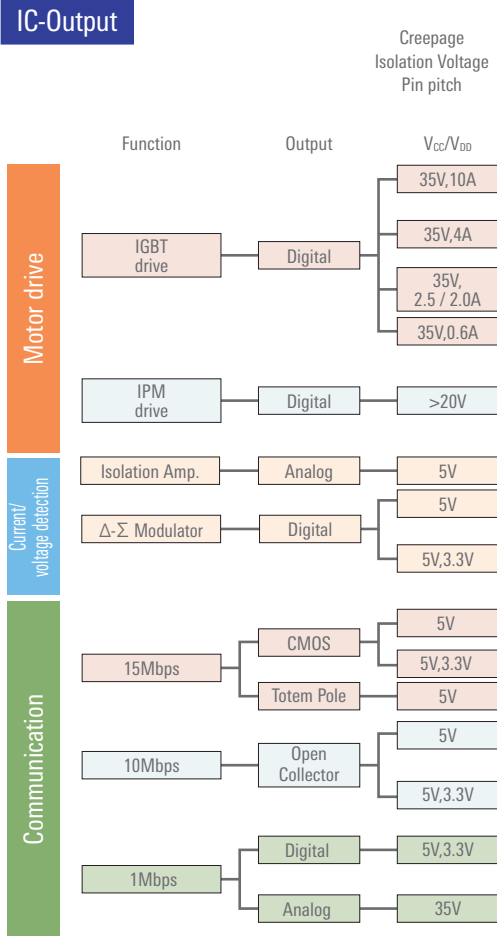 IC-Output
Creepage
Isolation Voltage
Pin pitch
Function
Output
VCC/VDD
Motor drive
IGBT
drive
Digital
35V,10A
35V,4A
35V,
2.5 / 2.0A
35V,0.6A
IPM
drive
Digital
>20V
Current/
voltage detection
Isolation Amp.
Analog
5V
Δ-Σ Modulator
Digital
5V
5V,3.3V
Communication
15Mbps
CMOS
5V
5V,3.3V
Totem Pole
5V
10Mbps
Open
Collector
5V
5V,3.3V
1Mbps
Digital
5V,3.3V
Analog
35V